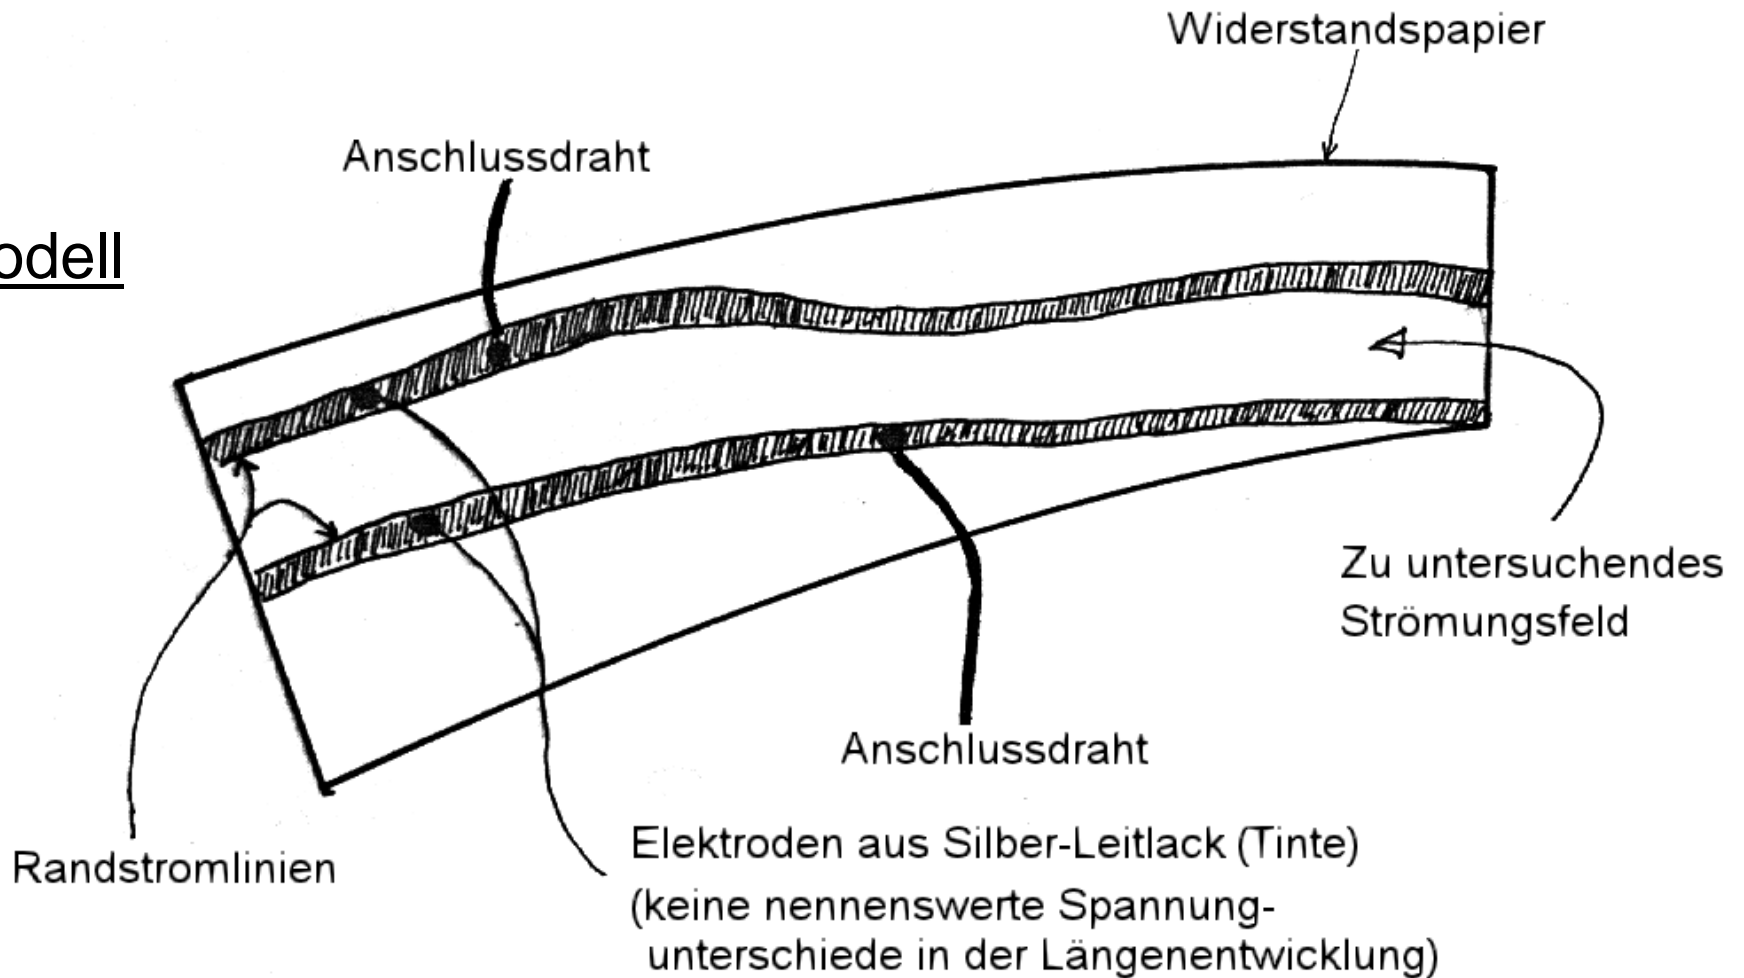 Widerstandspapier
Anschlussdraht
odell
Zu untersuchendes
Strömungsfeld
Anschlussdraht
Randstromlinien
Elektroden aus Silber-Leitlack (Tinte)
(keine nennenswerte Spannung-
unterschiede in der Längenentwicklung)